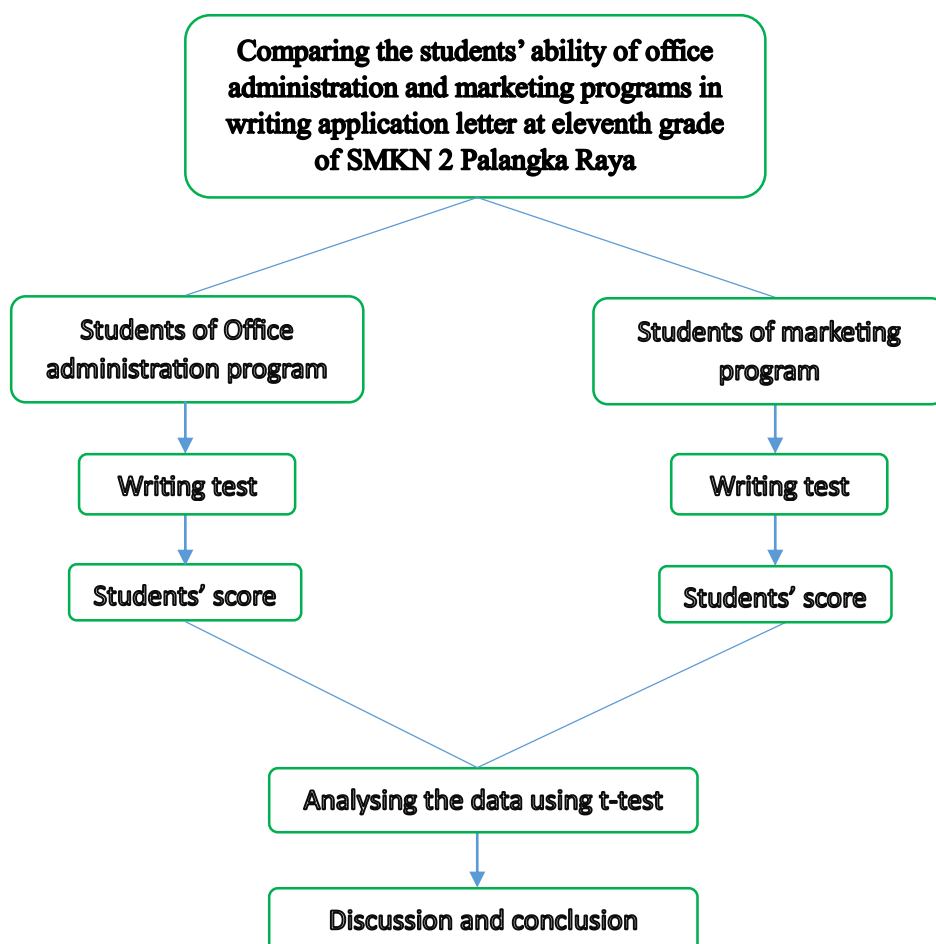 Comparing the students’ ability of office
administration and marketing programs in
writing application letter at eleventh grade
of SMKN 2 Palangka Raya
Students of Office
administration program
Students of marketing
program
Writing test
Writing test
Students’ score
Students’ score
Analysing the data using t-test
Discussion and conclusion